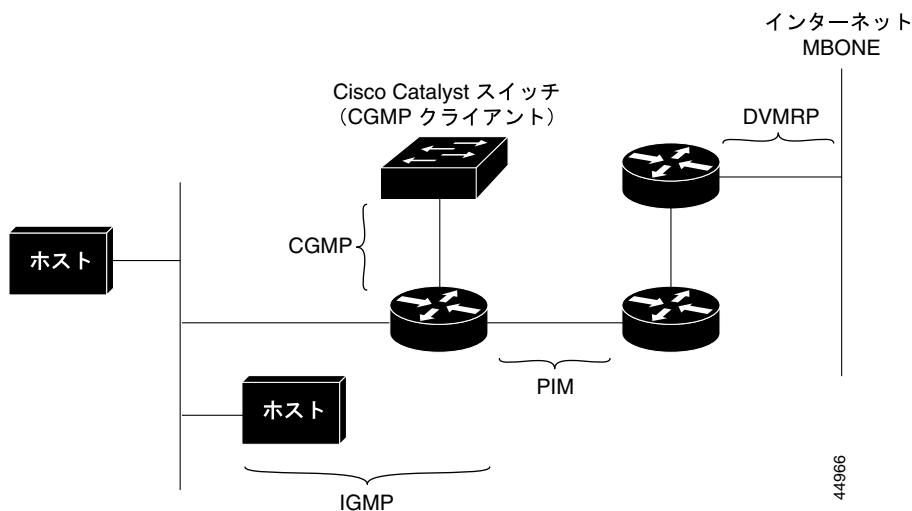 インターネット
MBONE
Cisco Catalyst スイッチ
（CGMP クライアント）
DVMRP
CGMP
ホスト
PIM
ホスト
IGMP
44966